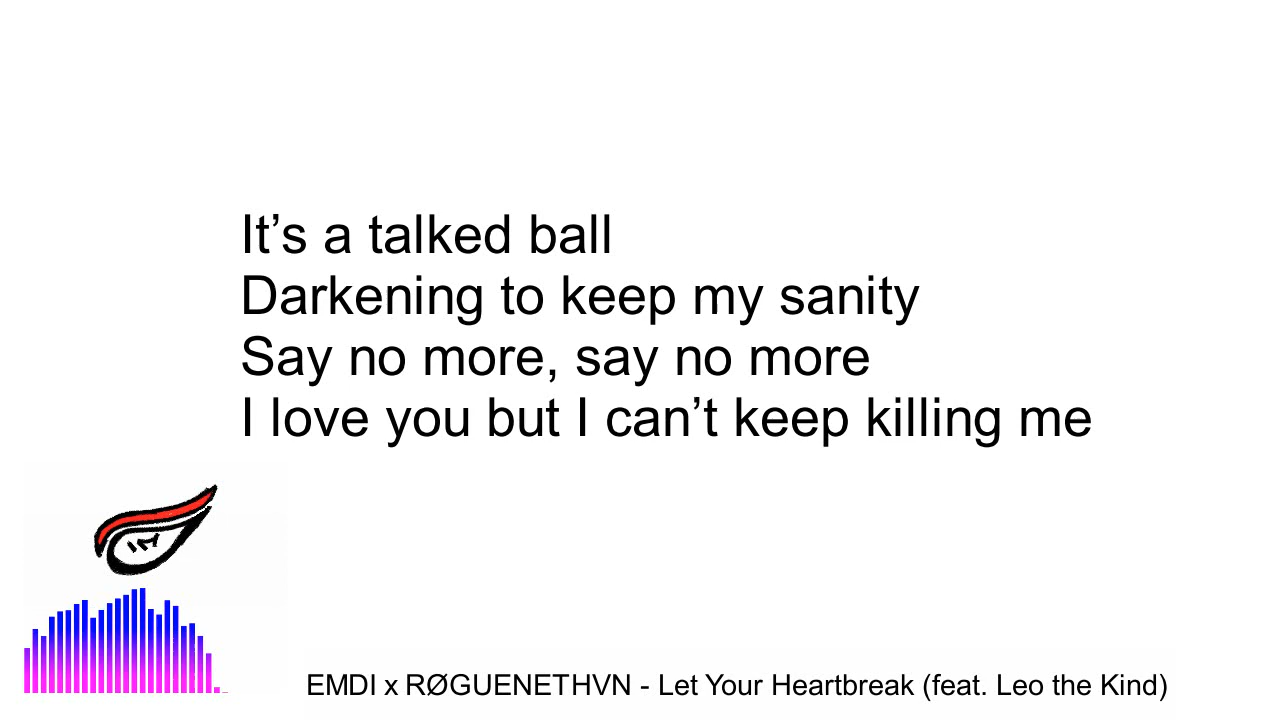 It’s a talked ball
Darkening to keep my sanity
Say no more, say no more
I love you but I can’t keep killing me
EMDI x RØGUENETHVN - Let Your Heartbreak (feat. Leo the Kind)